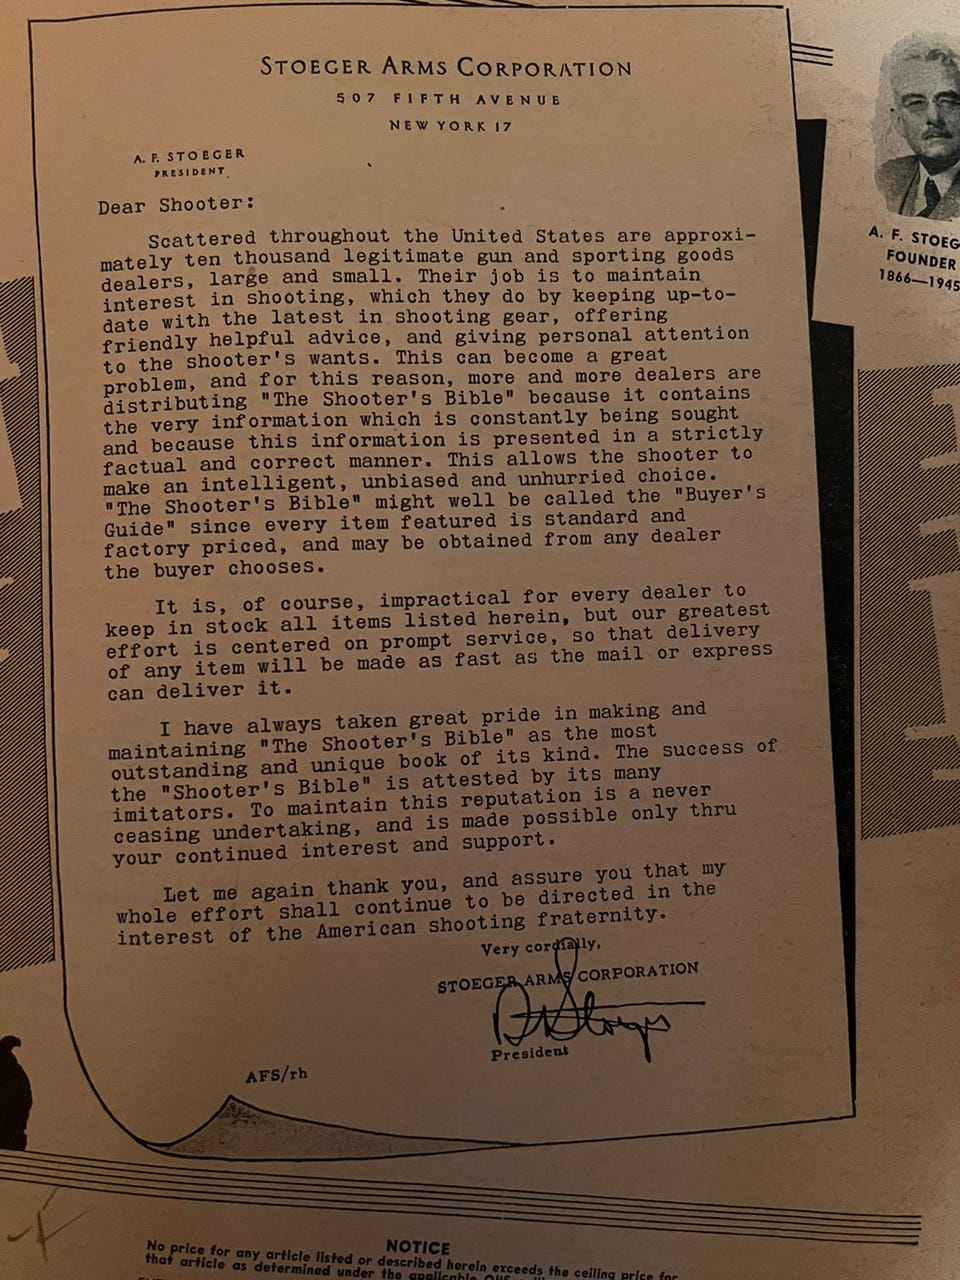 STOEGER ARMS CORPORATION
507 FIFTH AVENUE
NEW YORK 17
A. F. STOEGER
PRESIDENT
Dear Shooter:
Scattered throughout the United States are approxi-
mately ten thousand legitimate gun and sporting goods
dealers, large and small. Their job is to maintain
interest in shooting, which they do by keeping up-to-
date with the latest in shooting gear, offering
friendly helpful advice, and giving personal attention
to the shooter's wants. This can become a great
problem, and for this reason, more and more dealers are
distributing "The Shooter's Bible" because it contains
the very information which is constantly being sought
and because this information is presented in a strictly
factual and correct manner. This allows the shooter to
make an intelligent, unbiased and unhurried choice.
"The Shooter's Bible" might well be called the "Buyer's
Guide" since every item featured is standard and
factory priced, and may be obtained from any dealer
the buyer chooses.
It is, of course, impractical for every dealer to
keep in stock all items listed herein, but our greatest
effort is centered on prompt service, so that delivery
of any item will be made as fast as the mail or express
can deliver it.
I have always taken great pride in making and
maintaining "The Shooter's Bible" as the most
outstanding and unique book of its kind. The success of
the "Shooter's Bible" is attested by its many
imitators. To maintain this reputation is a never
ceasing undertaking, and is made possible only thru
your continued interest and support.
Let me again thank you, and assure you that my
whole effort shall continue to be directed in the
interest of the American shooting fraternity.
Very cordially,
STOEGER ARMS CORPORATION
President
AFS/rh
A. F. STOEG
FOUNDER
1866—1945
NOTICE
No price for any article listed or described herein exceeds the ceiling price for
that article as determined under the applicable